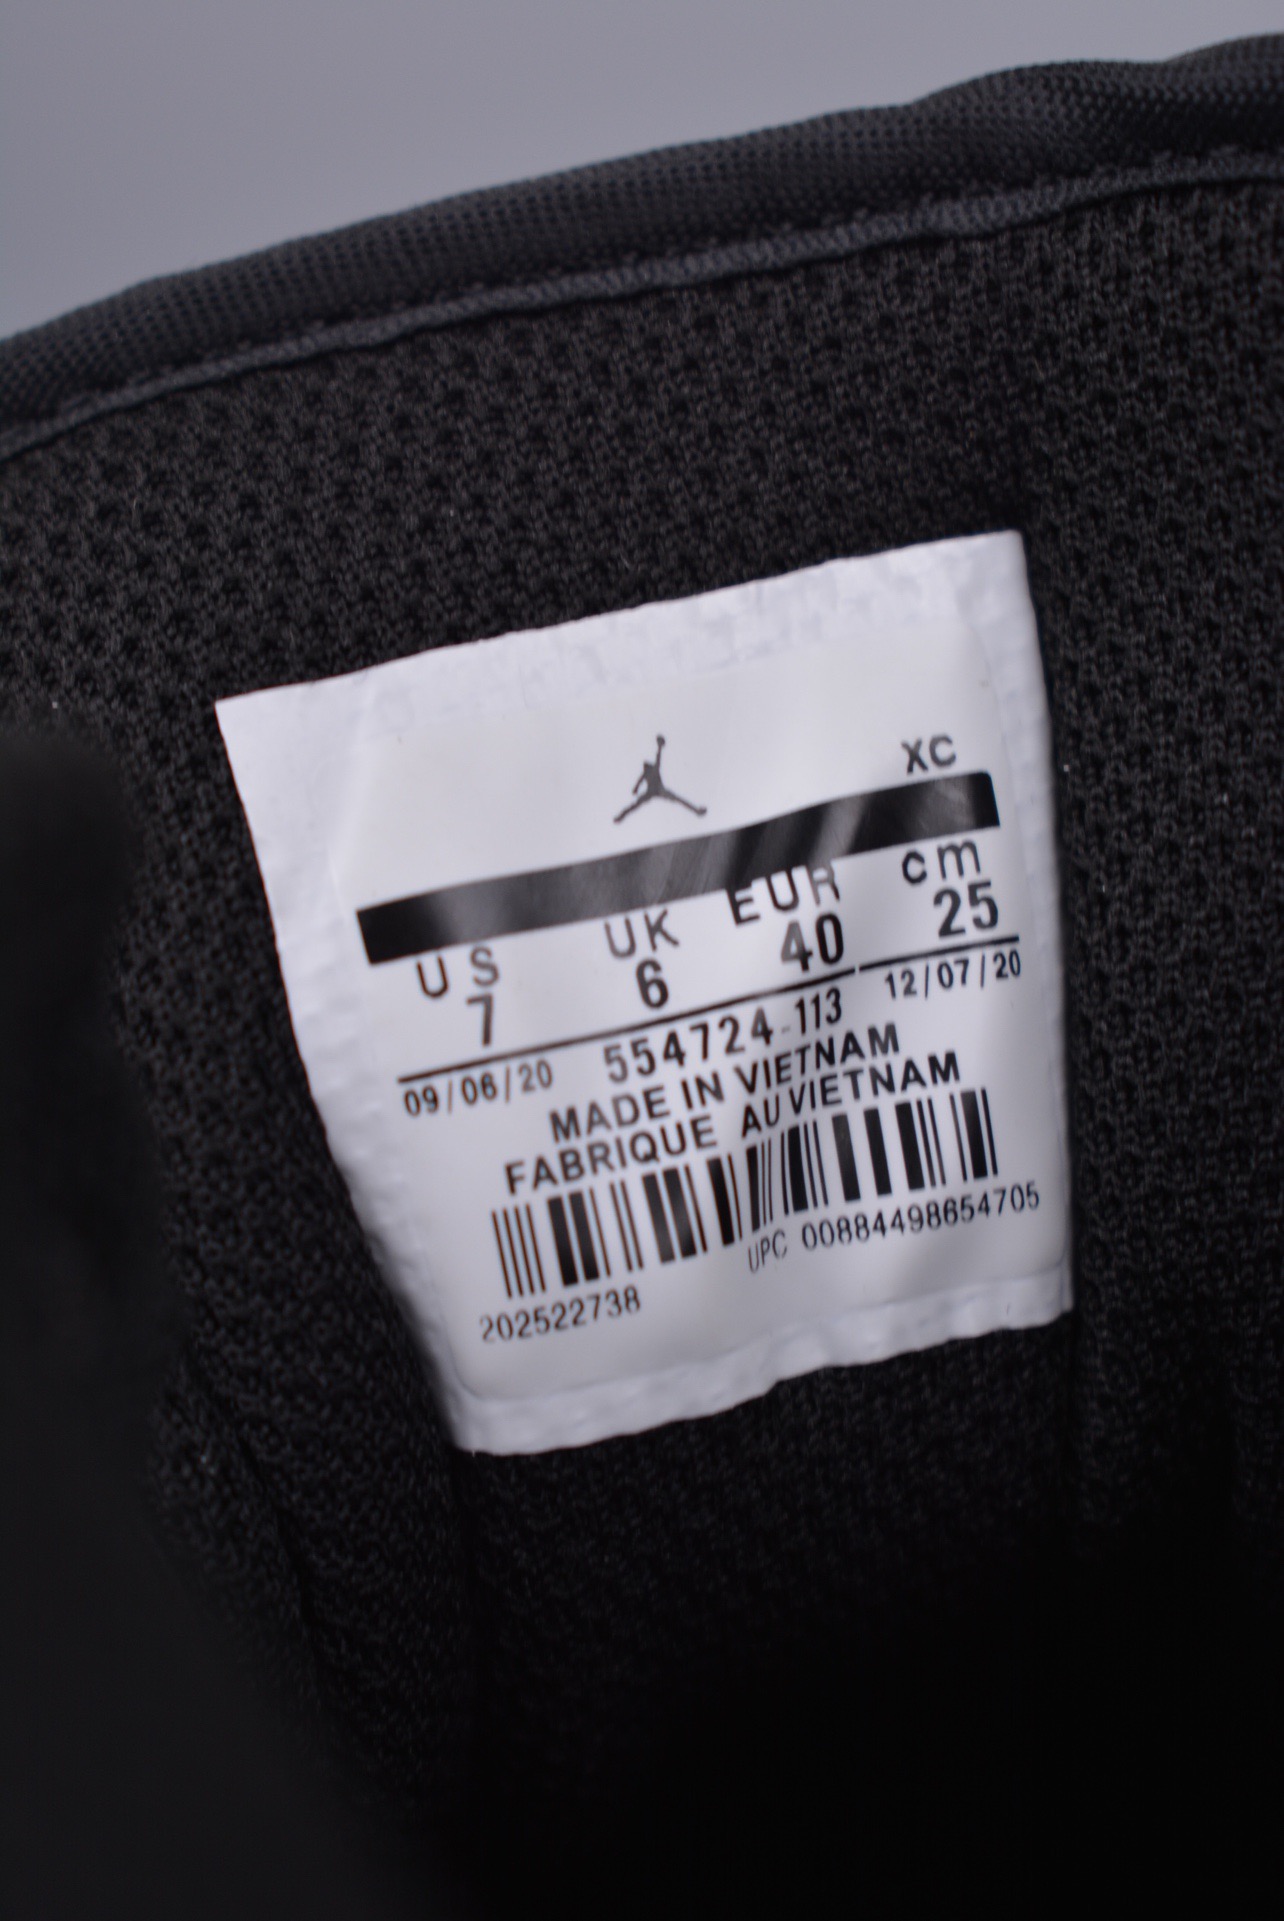 XC
US UK EUR cm
7 6 40 25
09/06/20 554724-113 12/07/20
MADE IN VIETNAM
FABRIQUE AU VIETNAM
UPC 00884498654705
202522738